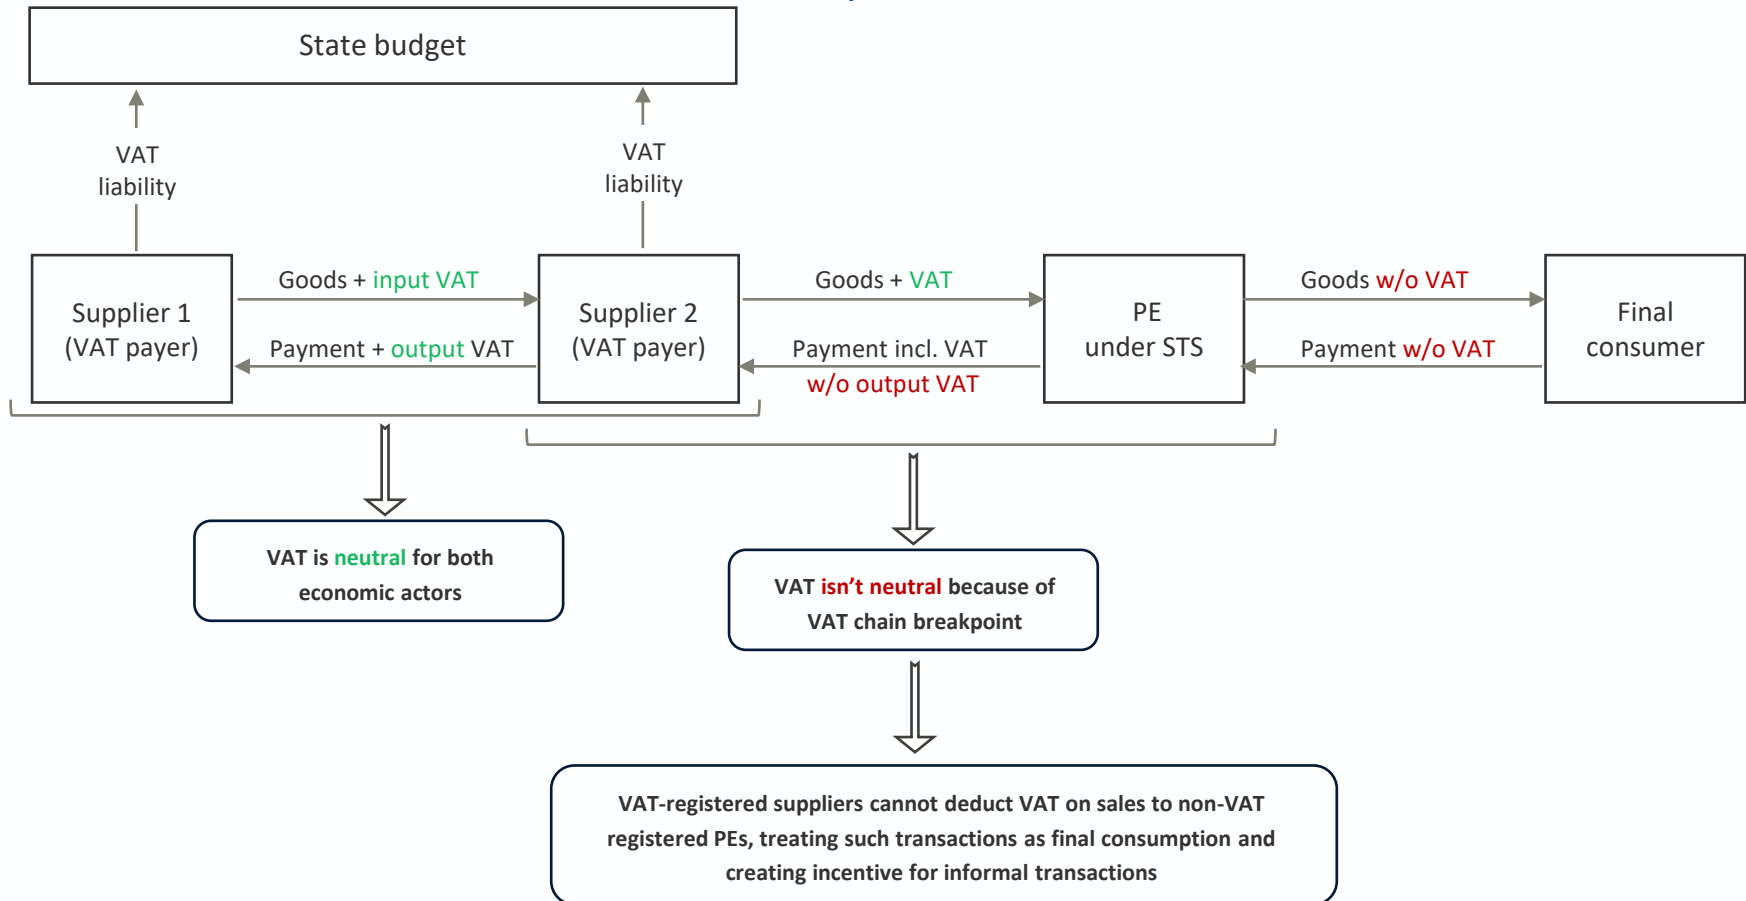 State budget
VAT
liability
VAT
liability
Supplier 1
(VAT payer)
Goods + input VAT
Payment + output VAT
Supplier 2
(VAT payer)
Goods + VAT
Payment incl. VAT
w/o output VAT
PE
under STS
Goods w/o VAT
Payment w/o VAT
Final
consumer
VAT is neutral for both
economic actors
VAT isn’t neutral because of
VAT chain breakpoint
VAT-registered suppliers cannot deduct VAT on sales to non-VAT
registered PEs, treating such transactions as final consumption and
creating incentive for informal transactions